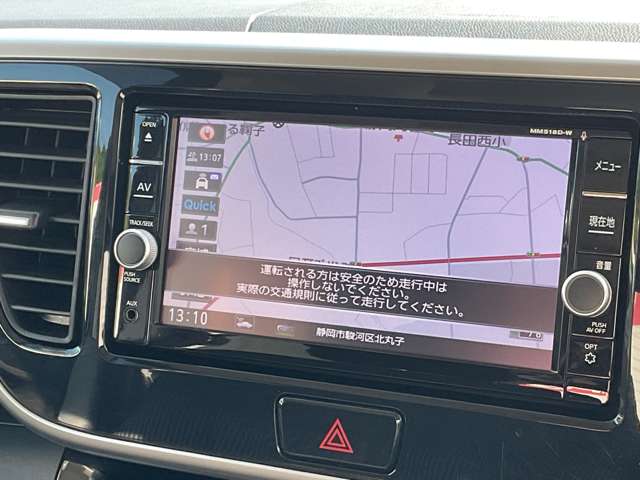 MM518D-W
OPEN
AV
TRACK/SEEK
PUSH SOURCE
AUX
メニュー
現在地
音量
PUSH AV OFF
OPT
る鞠子
長田西小
13:07
Quick
1
運転される方は安全のため走行中は
操作しないでください。
実際の交通規則に従って走行してください。
13:10
静岡市駿河区北丸子